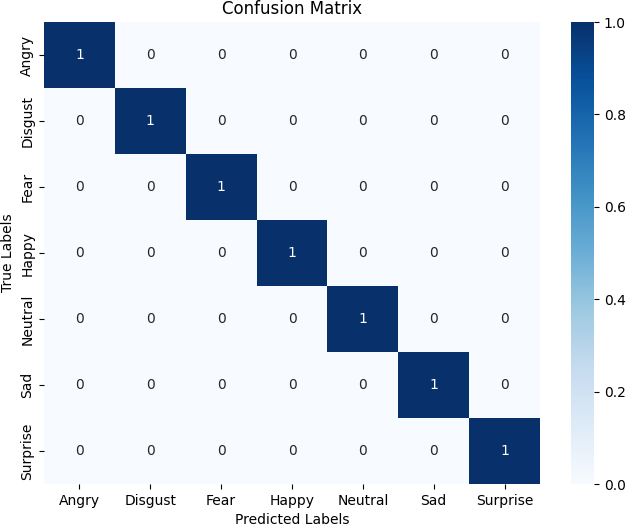 Confusion Matrix
Angry 1 0 0 0 0 0 0 1.0
Disgust 0 1 0 0 0 0 0 0.8
Fear 0 0 1 0 0 0 0 0.6
True Labels
Happy 0 0 0 1 0 0 0
Neutral 0 0 0 0 1 0 0 0.4
Sad 0 0 0 0 0 1 0 0.2
Surprise 0 0 0 0 0 0 1 0.0
Angry Disgust Fear Happy Neutral Sad Surprise
Predicted Labels